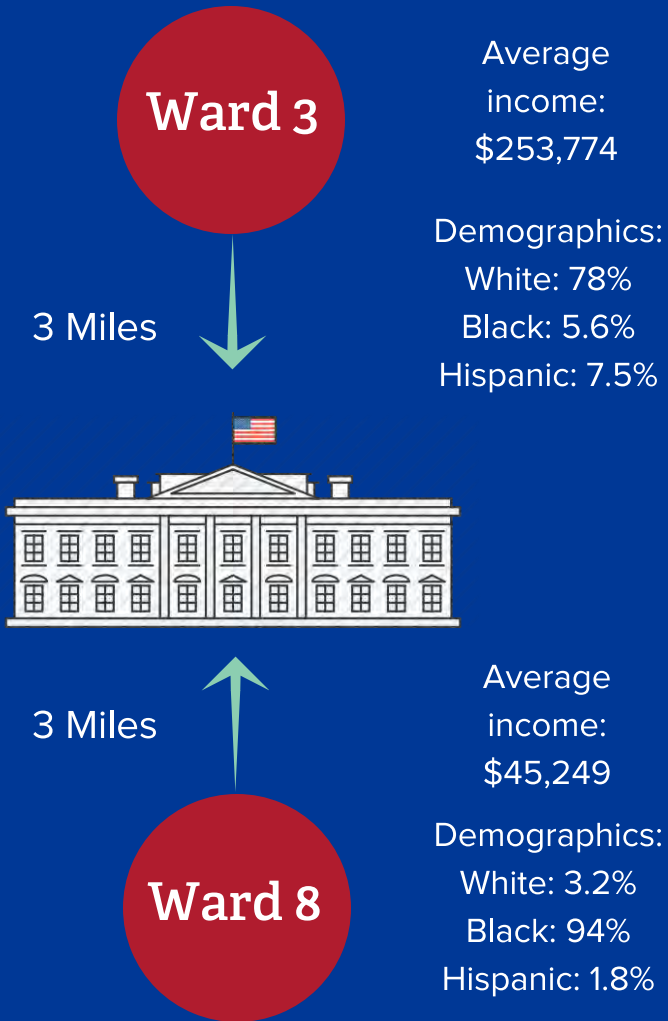 Ward 3
Average
income:
$253,774
Demographics:
White: 78%
Black: 5.6%
Hispanic: 7.5%
3 Miles
3 Miles
Average
income:
$45,249
Demographics:
White: 3.2%
Black: 94%
Hispanic: 1.8%
Ward 8